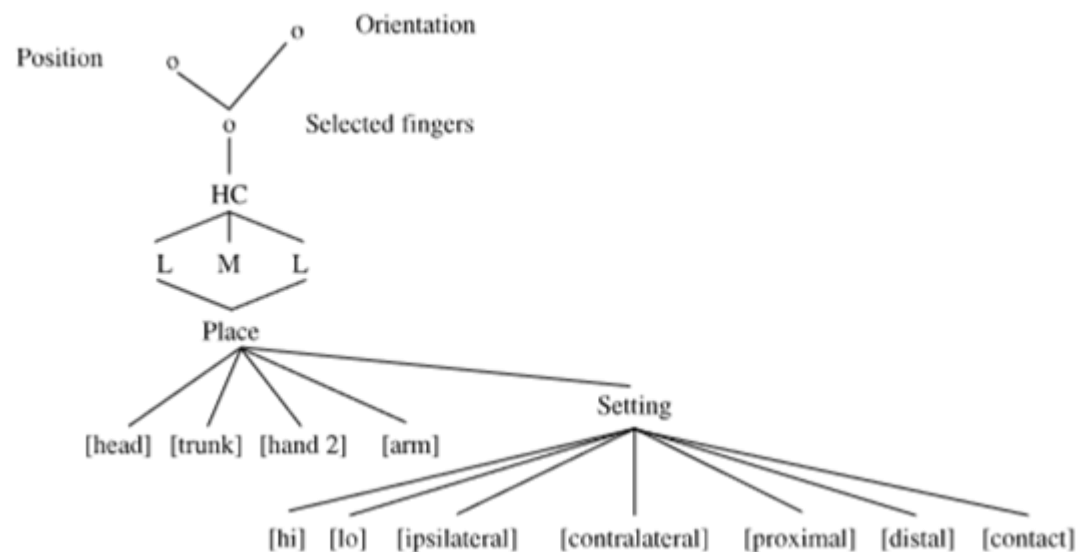 Orientation
o
Position o
o Selected fingers
HC
L M L
Place
Setting
[head] [trunk] [hand 2] [arm]
[hi] [lo] [ipsilateral] [contralateral] [proximal] [distal] [contact]